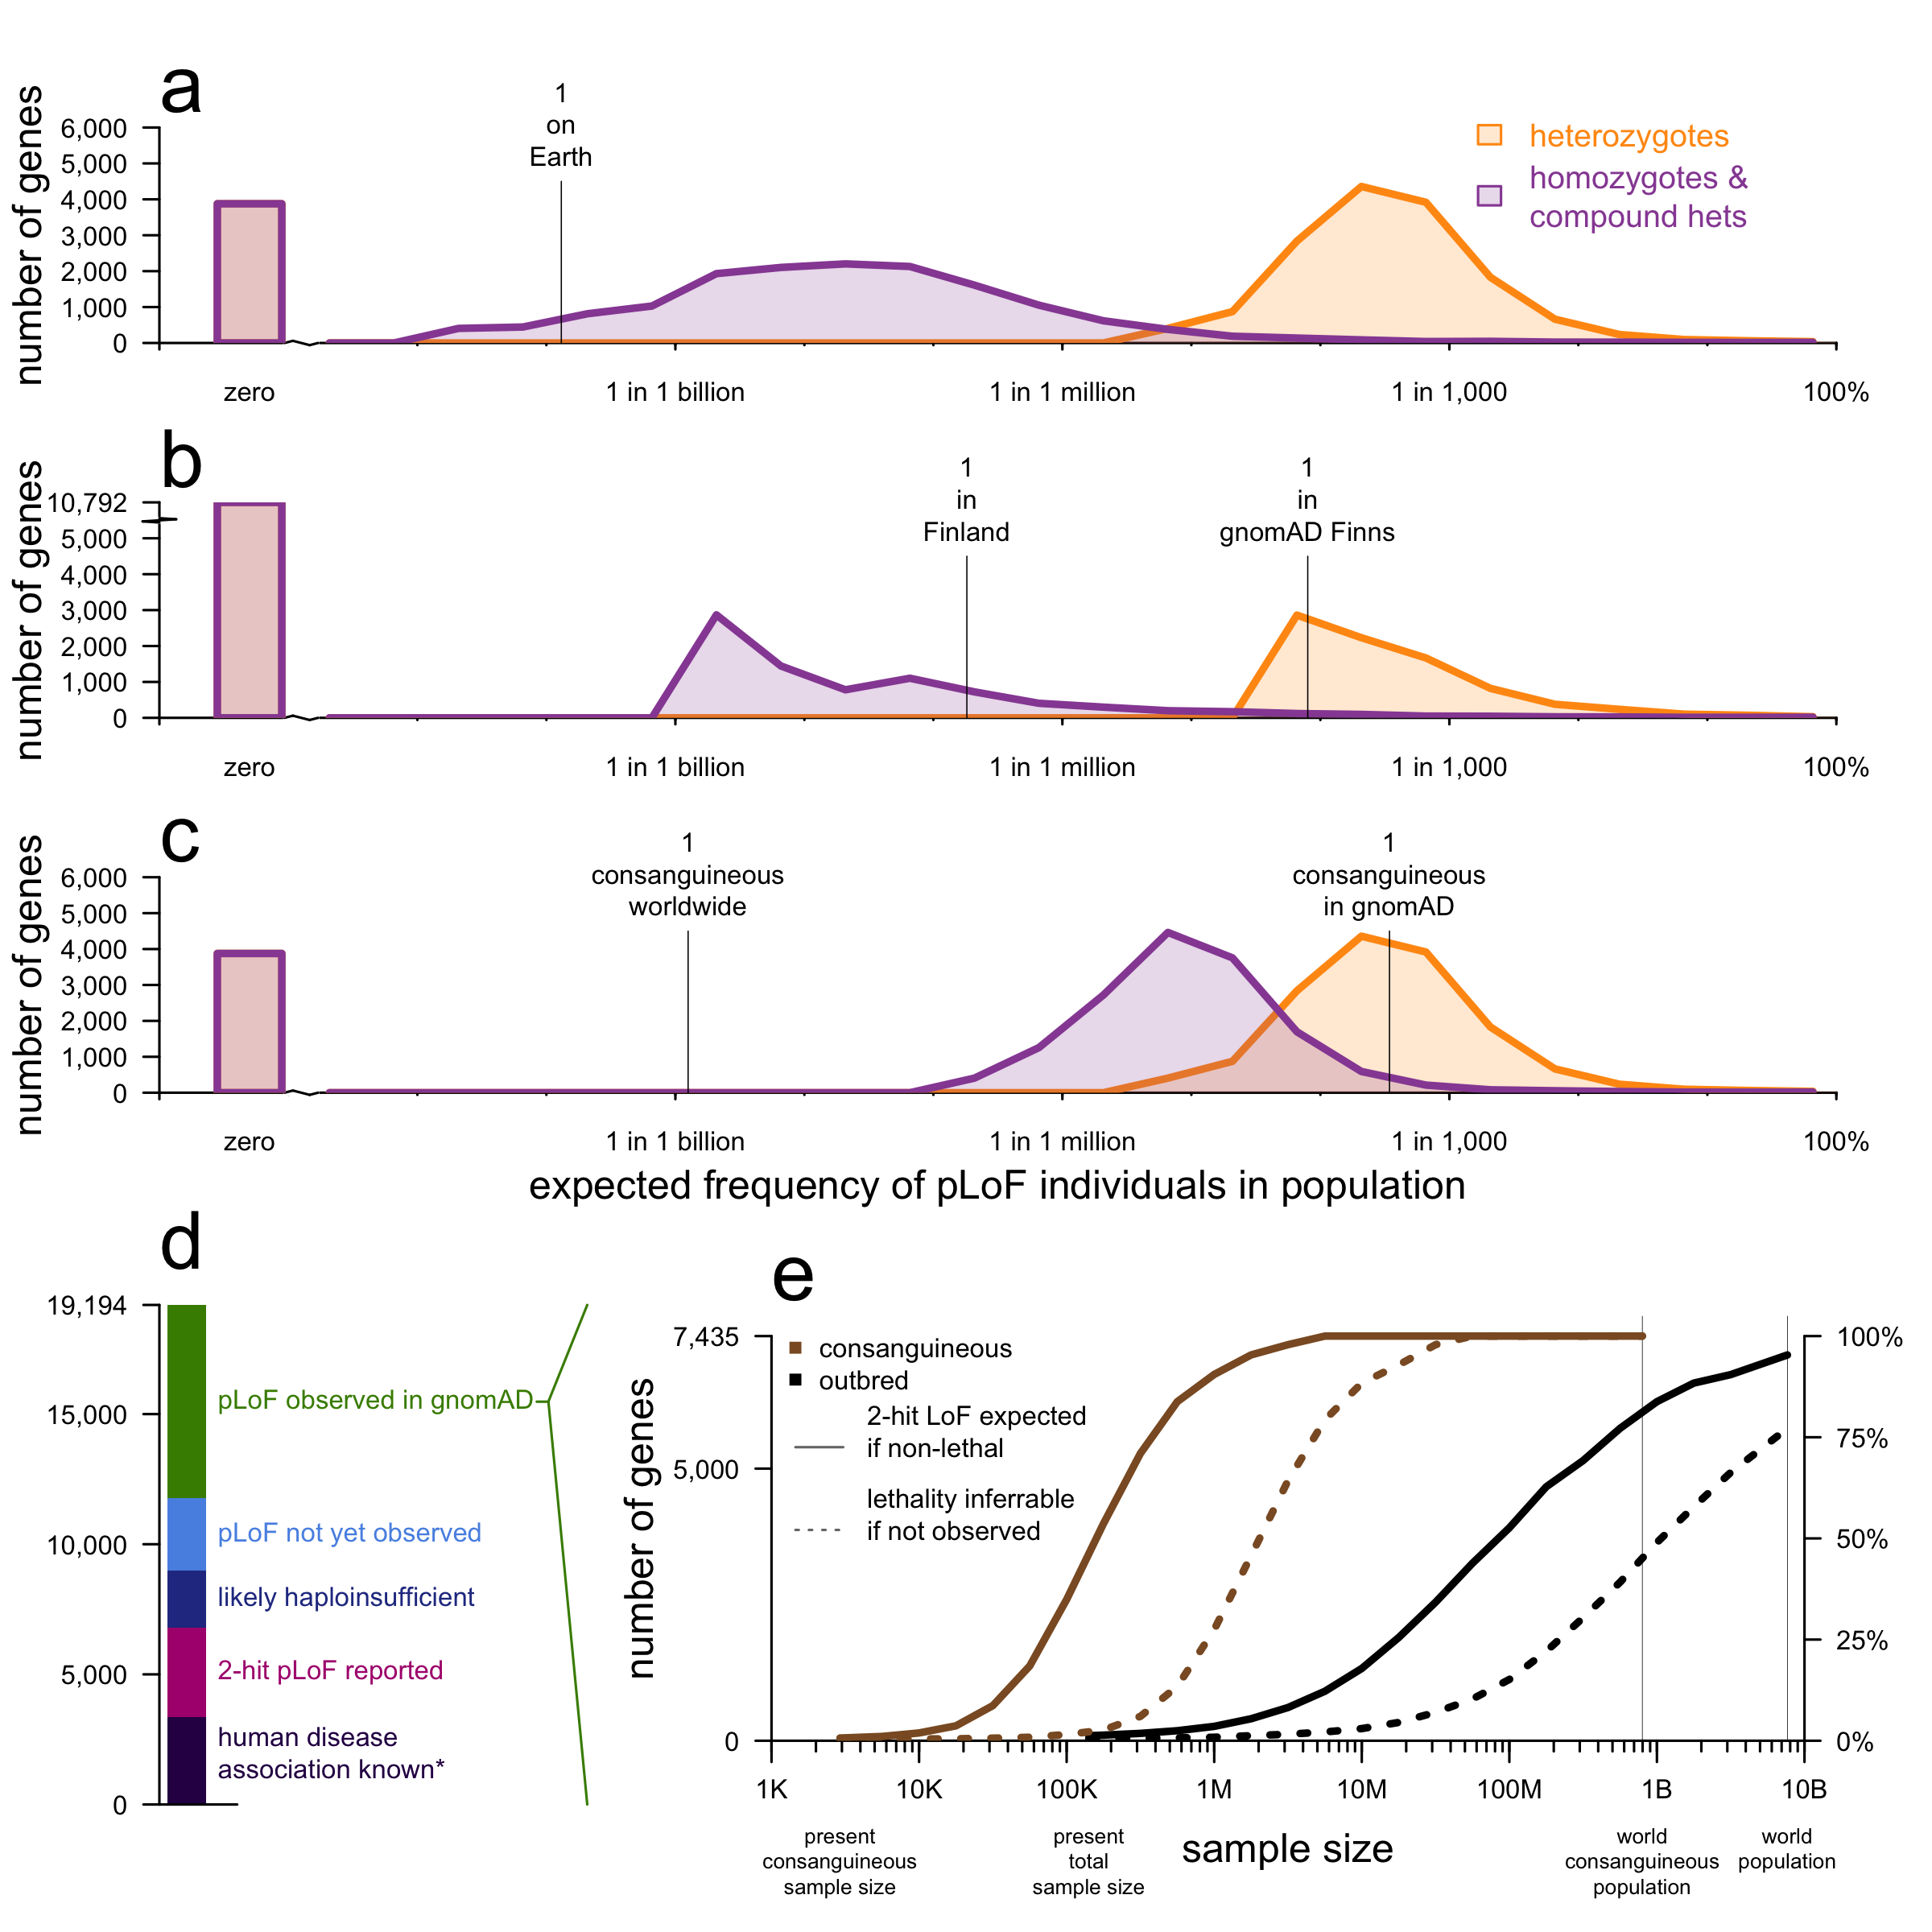 a
number of genes
6,000
5,000
4,000
3,000
2,000
1,000
0
1
on
Earth
heterozygotes
homozygotes &
compound hets
zero
1 in 1 billion
1 in 1 million
1 in 1,000
100%
b
number of genes
10,792
5,000
4,000
3,000
2,000
1,000
0
1
in
Finland
1
in
gnomAD Finns
zero
1 in 1 billion
1 in 1 million
1 in 1,000
100%
c
number of genes
6,000
5,000
4,000
3,000
2,000
1,000
0
1
consanguineous
worldwide
1
consanguineous
in gnomAD
zero
1 in 1 billion
1 in 1 million
1 in 1,000
100%
expected frequency of pLoF individuals in population
d
19,194
15,000
10,000
5,000
0
pLoF observed in gnomAD
pLoF not yet observed
likely haploinsufficient
2-hit pLoF reported
human disease
association known*
e
number of genes
7,435
5,000
0
consanguineous
outbred
2-hit LoF expected
if non-lethal
lethality inferrable
if not observed
100%
75%
50%
25%
0%
1K
10K
100K
1M
10M
100M
1B
10B
present
consanguineous
sample size
present
total
sample size
sample size
world
consanguineous
population
world
population